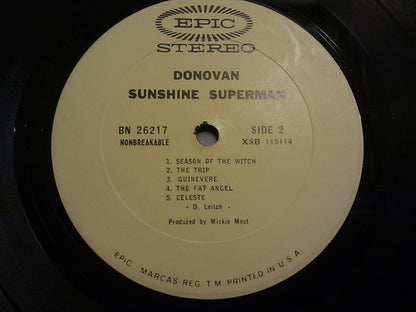 EPIC
STEREO
DONOVAN
SUNSHINE SUPERMAN
BN 26217
NONBREAKABLE
SIDE 2
XSB 115114
1. SEASON OF THE WITCH
2. THE TRIP
3. GUINEVERE
4. THE FAT ANGEL
5. CELESTE
- D. Leitch -
Produced by Mickie Most
EPIC: MARCAS REG. T.M. PRINTED IN U.S.A